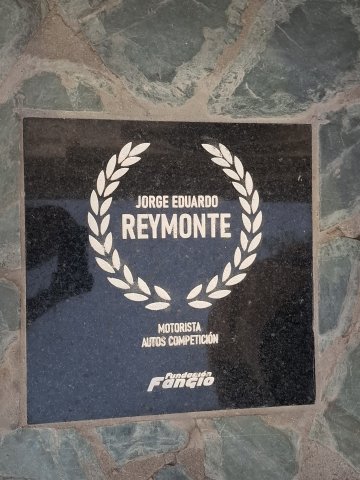 JORGE EDUARDO
REYMONTE
MOTORISTA
AUTOS COMPETICIÓN
Fundación
Fangio